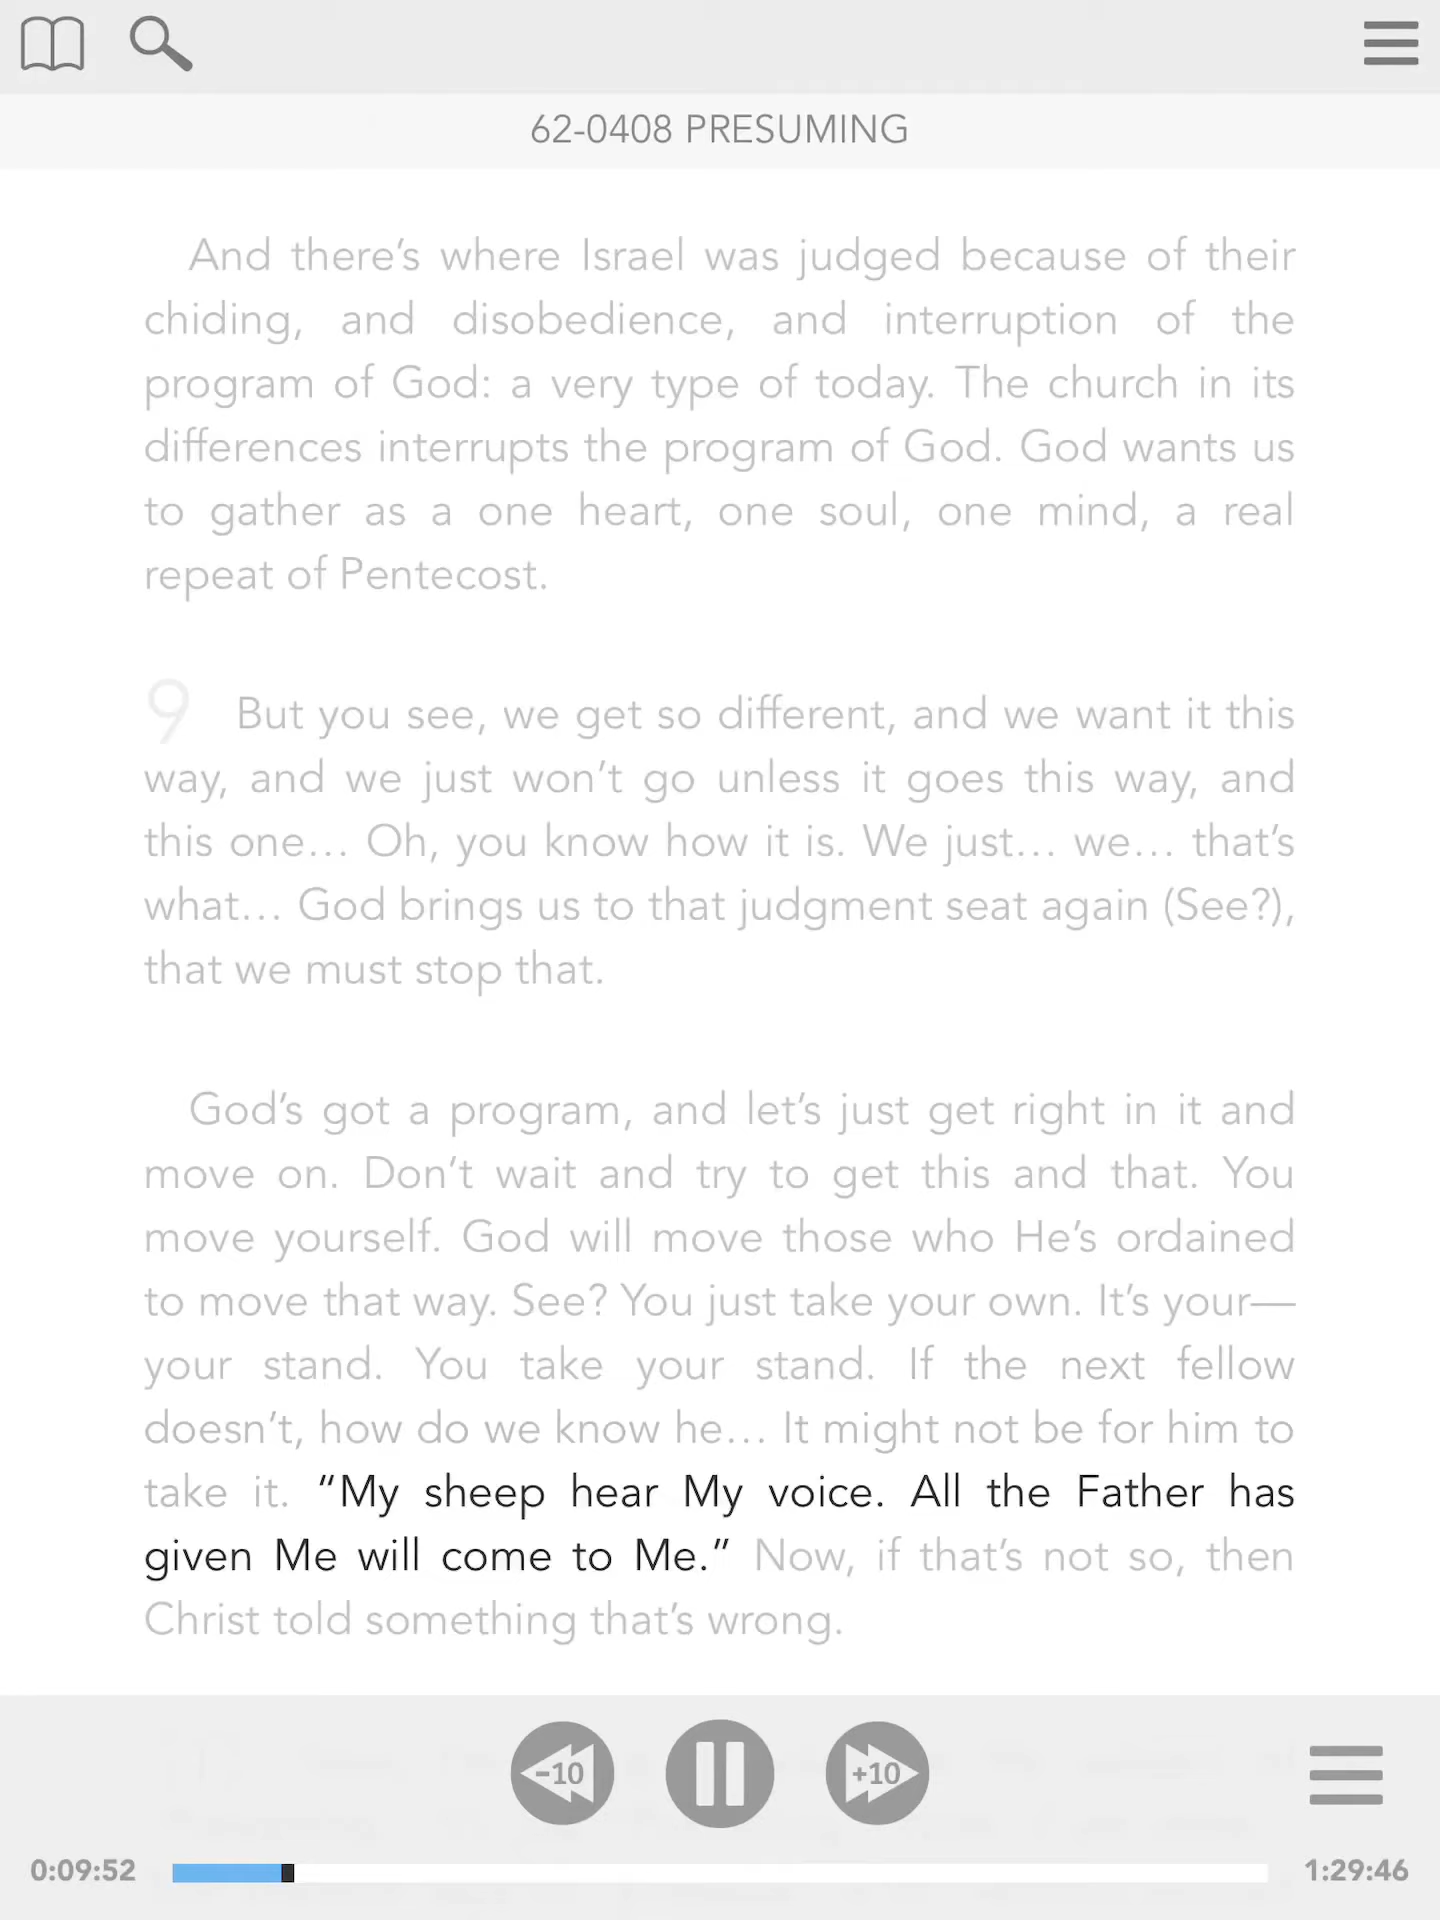 62-0408 PRESUMING
And there’s where Israel was judged because of their
chiding, and disobedience, and interruption of the
program of God: a very type of today. The church in its
differences interrupts the program of God. God wants us
to gather as a one heart, one soul, one mind, a real
repeat of Pentecost.
9 But you see, we get so different, and we want it this
way, and we just won’t go unless it goes this way, and
this one… Oh, you know how it is. We just… we… that’s
what… God brings us to that judgment seat again (See?),
that we must stop that.
God’s got a program, and let’s just get right in it and
move on. Don’t wait and try to get this and that. You
move yourself. God will move those who He’s ordained
to move that way. See? You just take your own. It’s your—
your stand. You take your stand. If the next fellow
doesn’t, how do we know he… It might not be for him to
take it. “My sheep hear My voice. All the Father has
given Me will come to Me.” Now, if that’s not so, then
Christ told something that’s wrong.
-10 +10
0:09:52 1:29:46